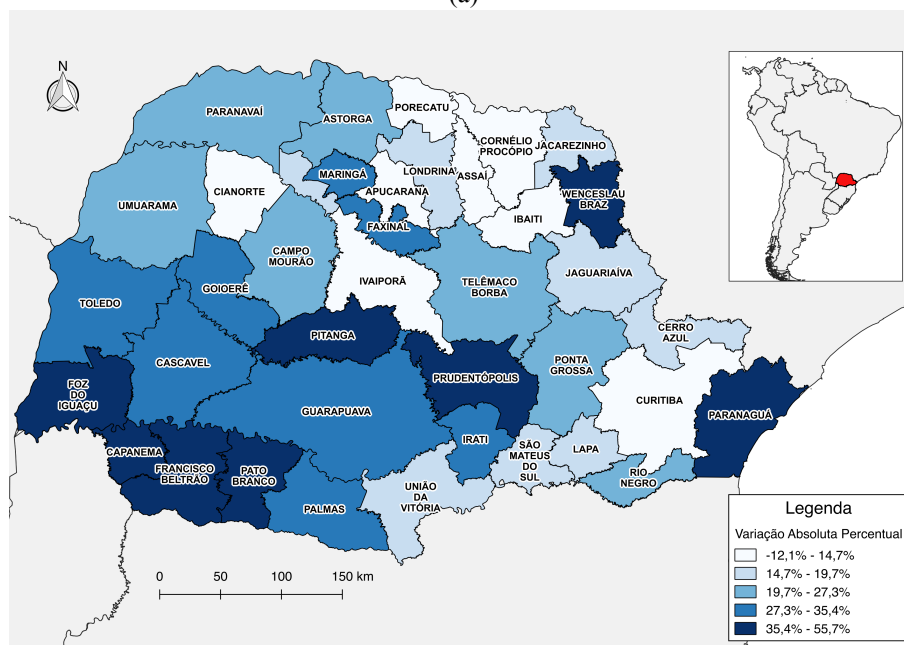 (a)
N
PORECATU
PARANAVAÍ
ASTORGA
CORNÉLIO
PROCÓPIO
JACAREZINHO
LONDRINA
MARINGÁ
ASSAÍ
CIANORTE
APUCARANA
WENCESLAU
BRAZ
UMUARAMA
IBAITI
FAXINAL
CAMPO
MOURÃO
JAGUARIAÍVA
IVAIPORÃ
TELÊMACO
BORBA
GOIOERÊ
TOLEDO
CERRO
AZUL
PITANGA
CASCAVEL
PONTA
GROSSA
PRUDENTÓPOLIS
FOZ
DO
IGUAÇU
CURITIBA
GUARAPUAVA
PARANAGUÁ
IRATI
SÃO
MATEUS
DO
SUL
LAPA
CAPANEMA
FRANCISCO
BELTRÃO
PATO
BRANCO
RIO
NEGRO
UNIÃO
DA
VITÓRIA
PALMAS
0 50 100 150 km
Legenda
Variação Absoluta Percentual
-12,1% - 14,7%
14,7% - 19,7%
19,7% - 27,3%
27,3% - 35,4%
35,4% - 55,7%